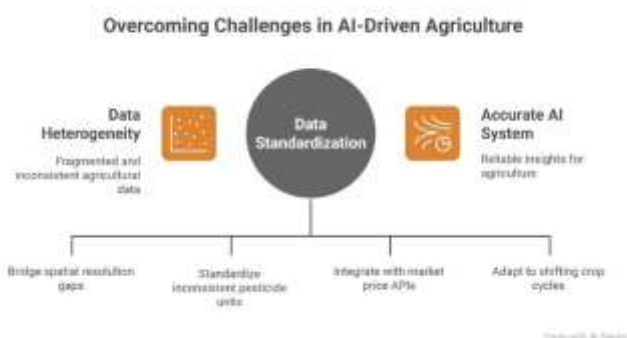 Overcoming Challenges in AI-Driven Agriculture
Data
Heterogeneity
Fragmented and
inconsistent agricultural
data
Data
Standardization
Accurate AI
System
Reliable insights for
agriculture
Bridge spatial resolution
gaps
Standardize
inconsistent pesticide
units
Integrate with market
price APIs
Adapt to shifting crop
cycles